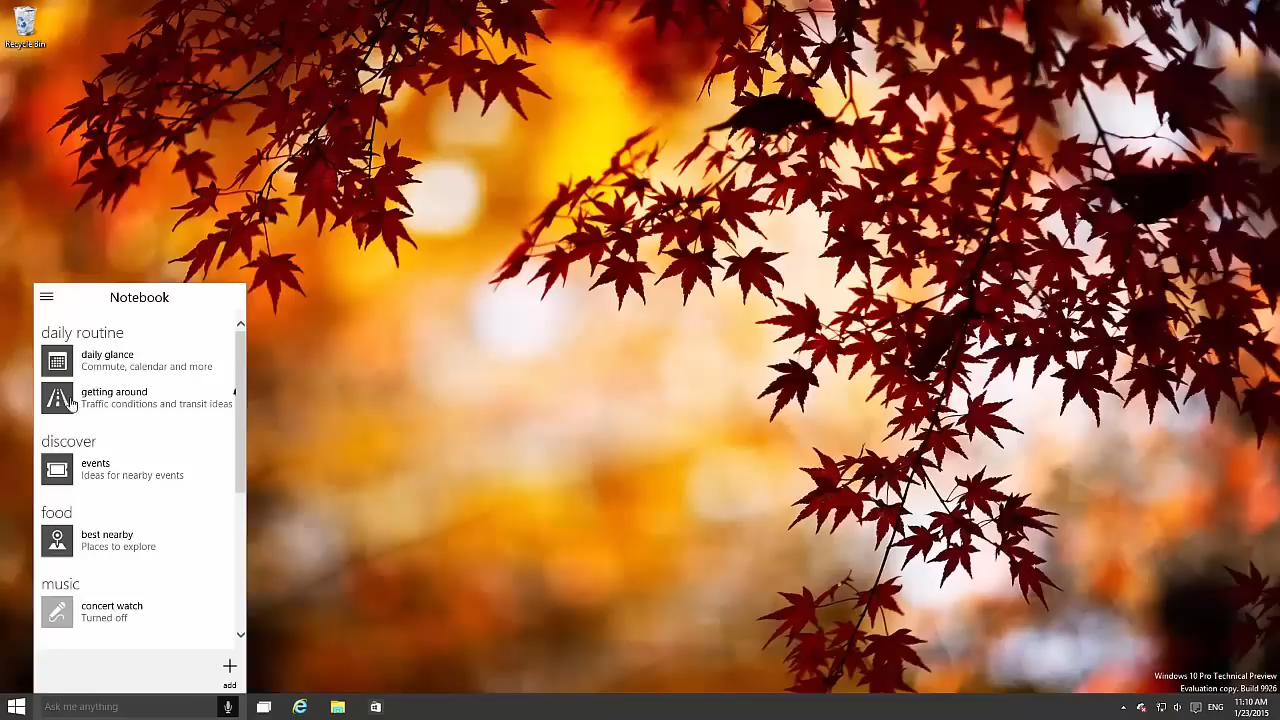 Recycle Bin
Notebook
daily routine
daily glance
Commute, calendar and more
getting around
Traffic conditions and transit ideas
discover
events
Ideas for nearby events
food
best nearby
Places to explore
music
concert watch
Turned off
add
Windows 10 Pro Technical Preview
Evaluation copy. Build 9926
Ask me anything
ENG
11:10 AM
1/23/2015